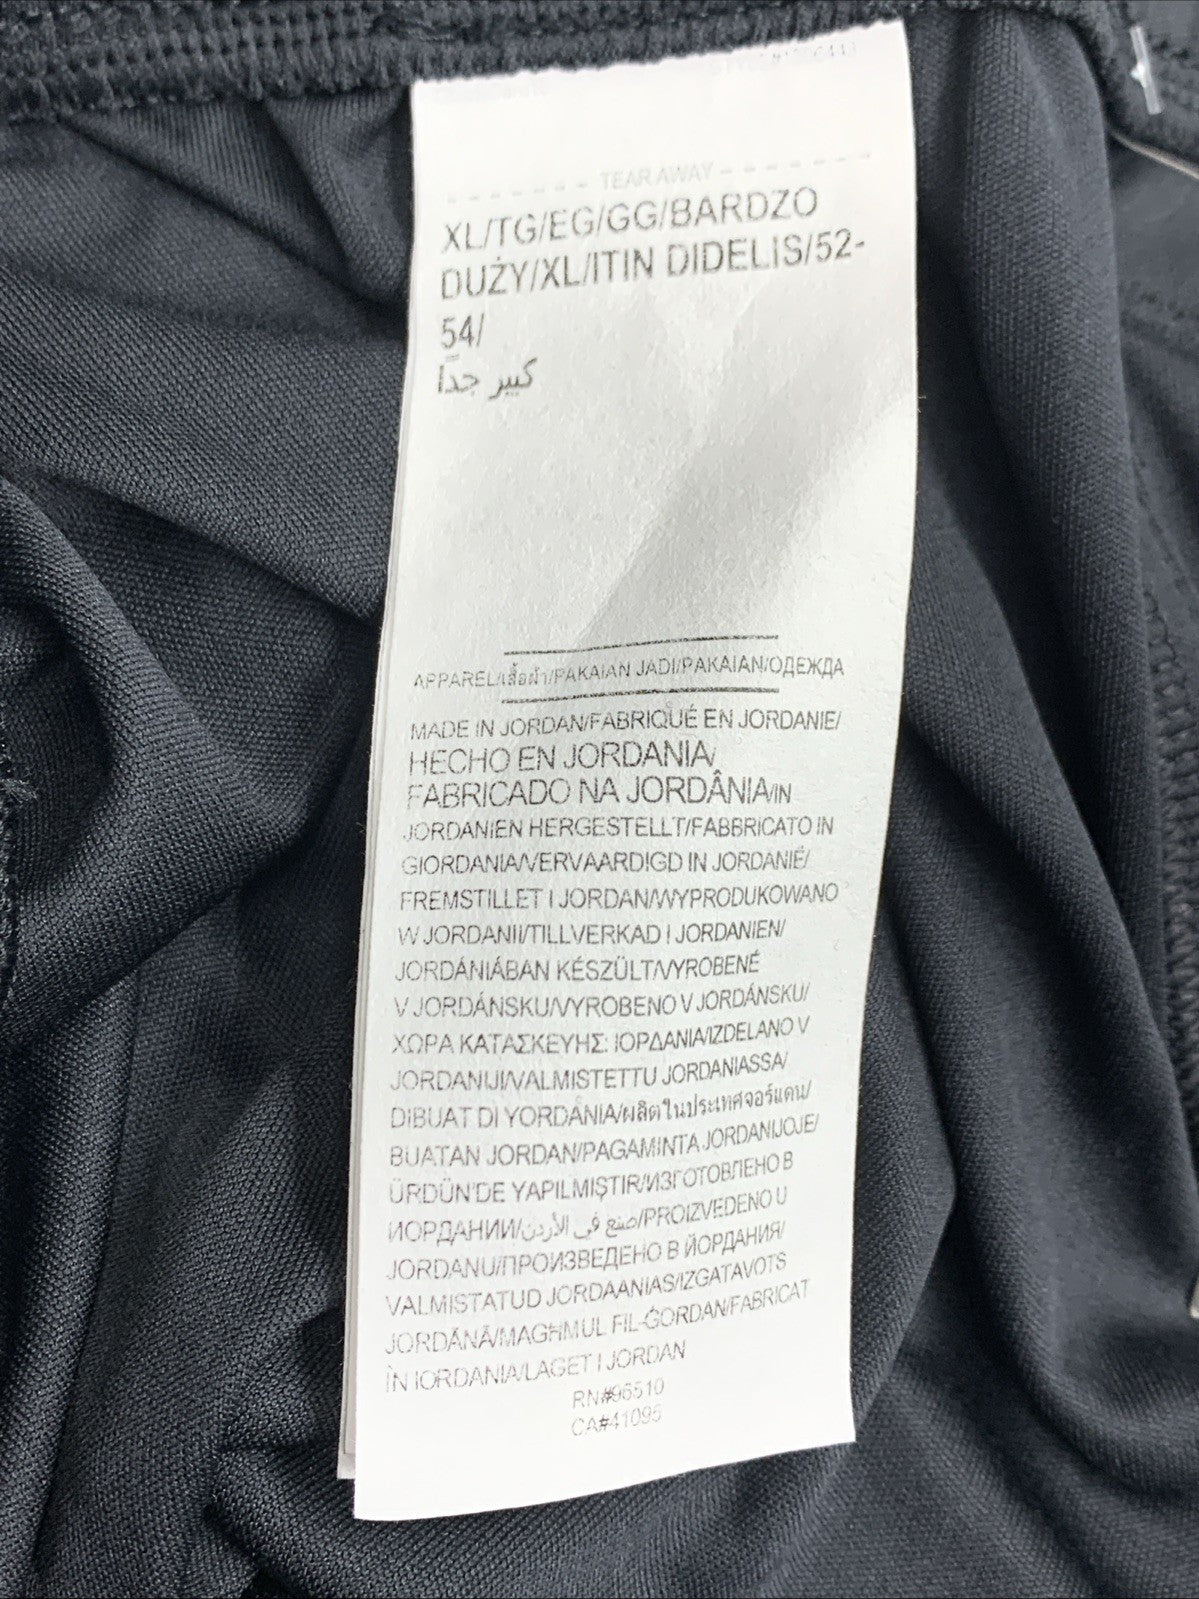 TEAR AWAY
XL/TG/EG/GG/BARDZO
DUŻY/XL/ITIN DIDELIS/52-
54/
كبير جداً
APPAREL/เสื้อผ้า/PAKAIAN JADI/PAKAIAN/ОДЕЖДА
MADE IN JORDAN/FABRIQUÉ EN JORDANIE/
HECHO EN JORDANIA/
FABRICADO NA JORDÂNIA/IN
JORDANIEN HERGESTELLT/FABBRICATO IN
GIORDANIA/VERVAARDIGD IN JORDANIË/
FREMSTILLET I JORDAN/WYPRODUKOWANO
W JORDANII/TILLVERKAD I JORDANIEN/
JORDÁNIÁBAN KÉSZÜLT/VYROBENÉ
V JORDÁNSKU/VYROBENO V JORDÁNSKU/
ΧΩΡΑ ΚΑΤΑΣΚΕΥΗΣ: ΙΟΡΔΑΝΙΑ/IZDELANO V
JORDANIJI/VALMISTETTU JORDANIASSA/
DIBUAT DI YORDANIA/ผลิตในประเทศจอร์แดน/
BUATAN JORDAN/PAGAMINTA JORDANIJOJE/
ÜRDÜN'DE YAPILMIŞTIR/ИЗГОТОВЛЕНО В
ИОРДАНИИ/صنع في الأردن/PROIZVEDENO U
JORDANU/ПРОИЗВЕДЕНО В ЙОРДАНИЯ/
VALMISTATUD JORDAANIAS/IZGATAVOTS
JORDĀNĀ/MAGĦMUL FIL-ĠORDAN/FABRICAT
ÎN IORDANIA/LAGET I JORDAN
RN#96510
CA#41095